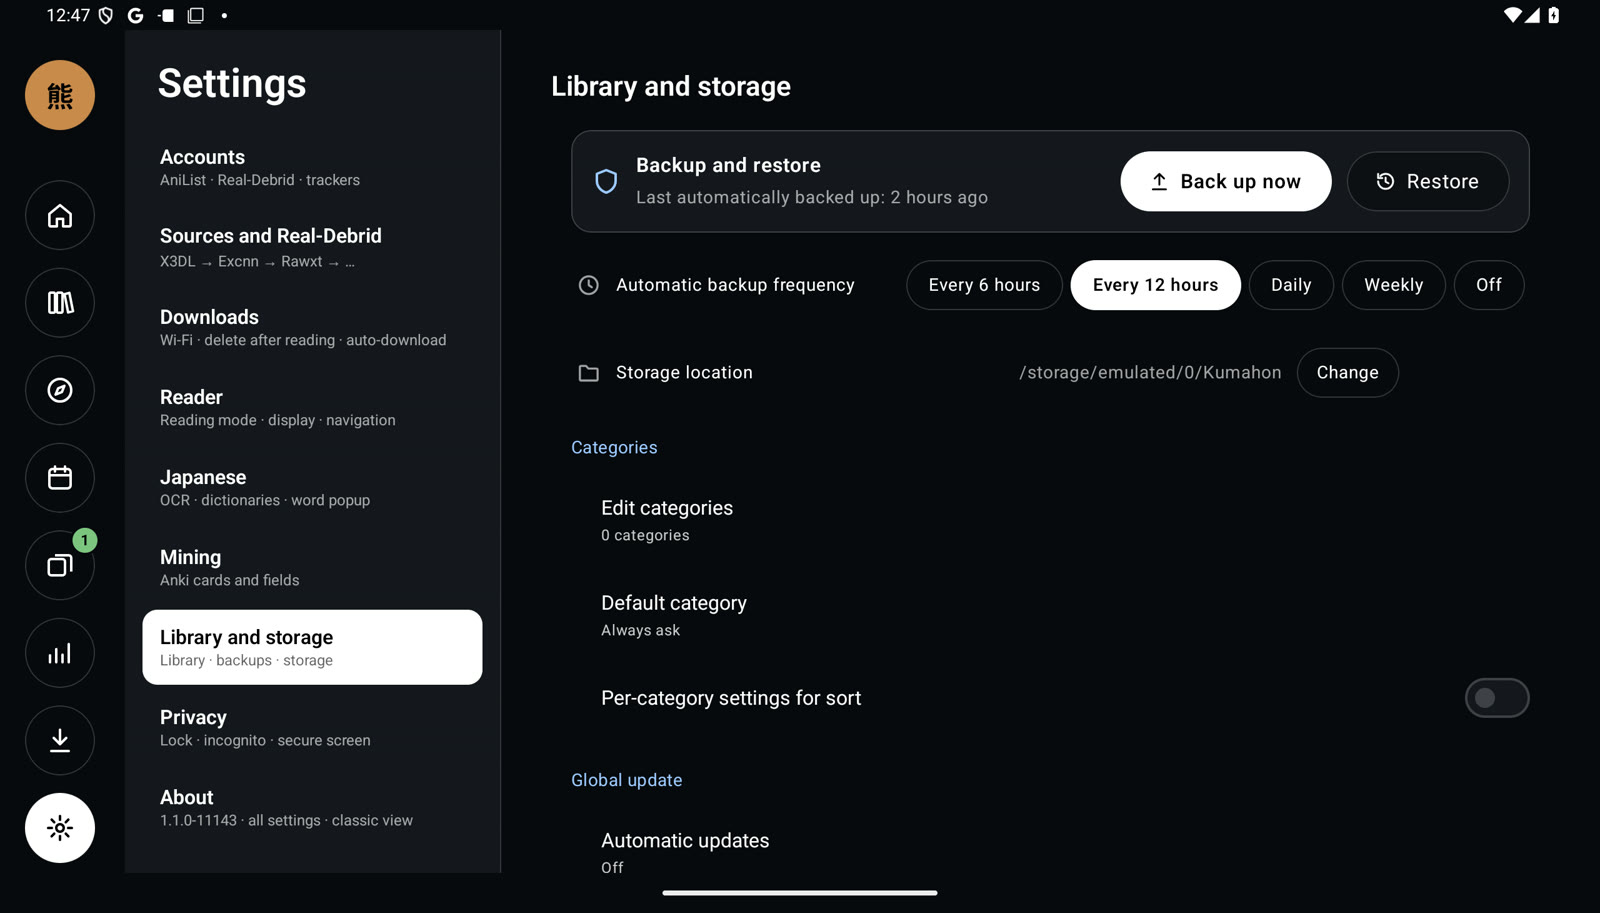 12:47
熊
Settings
Accounts
AniList · Real-Debrid · trackers
Sources and Real-Debrid
X3DL → Excnn → Rawxt → ...
Downloads
Wi-Fi · delete after reading · auto-download
Reader
Reading mode · display · navigation
Japanese
OCR · dictionaries · word popup
Mining
Anki cards and fields
Library and storage
Library · backups · storage
Privacy
Lock · incognito · secure screen
About
1.1.0-11143 · all settings · classic view
1
Library and storage
Backup and restore
Last automatically backed up: 2 hours ago
Back up now
Restore
Automatic backup frequency
Every 6 hours
Every 12 hours
Daily
Weekly
Off
Storage location
/storage/emulated/0/Kumahon
Change
Categories
Edit categories
0 categories
Default category
Always ask
Per-category settings for sort
Global update
Automatic updates
Off